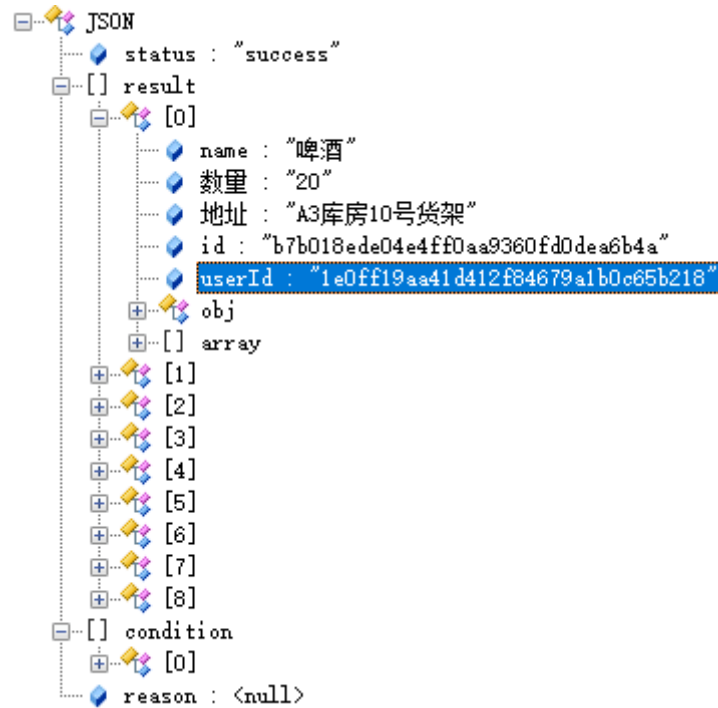 JSON
status : "success"
[] result
[0]
name : "啤酒"
数量 : "20"
地址 : "A3库房10号货架"
id : "b7b018ede04e4ff0aa9360fd0dea6b4a"
userId : "1e0ff19aa41d412f84679a1b0c65b218"
obj
[] array
[1]
[2]
[3]
[4]
[5]
[6]
[7]
[8]
[] condition
[0]
reason : <null>